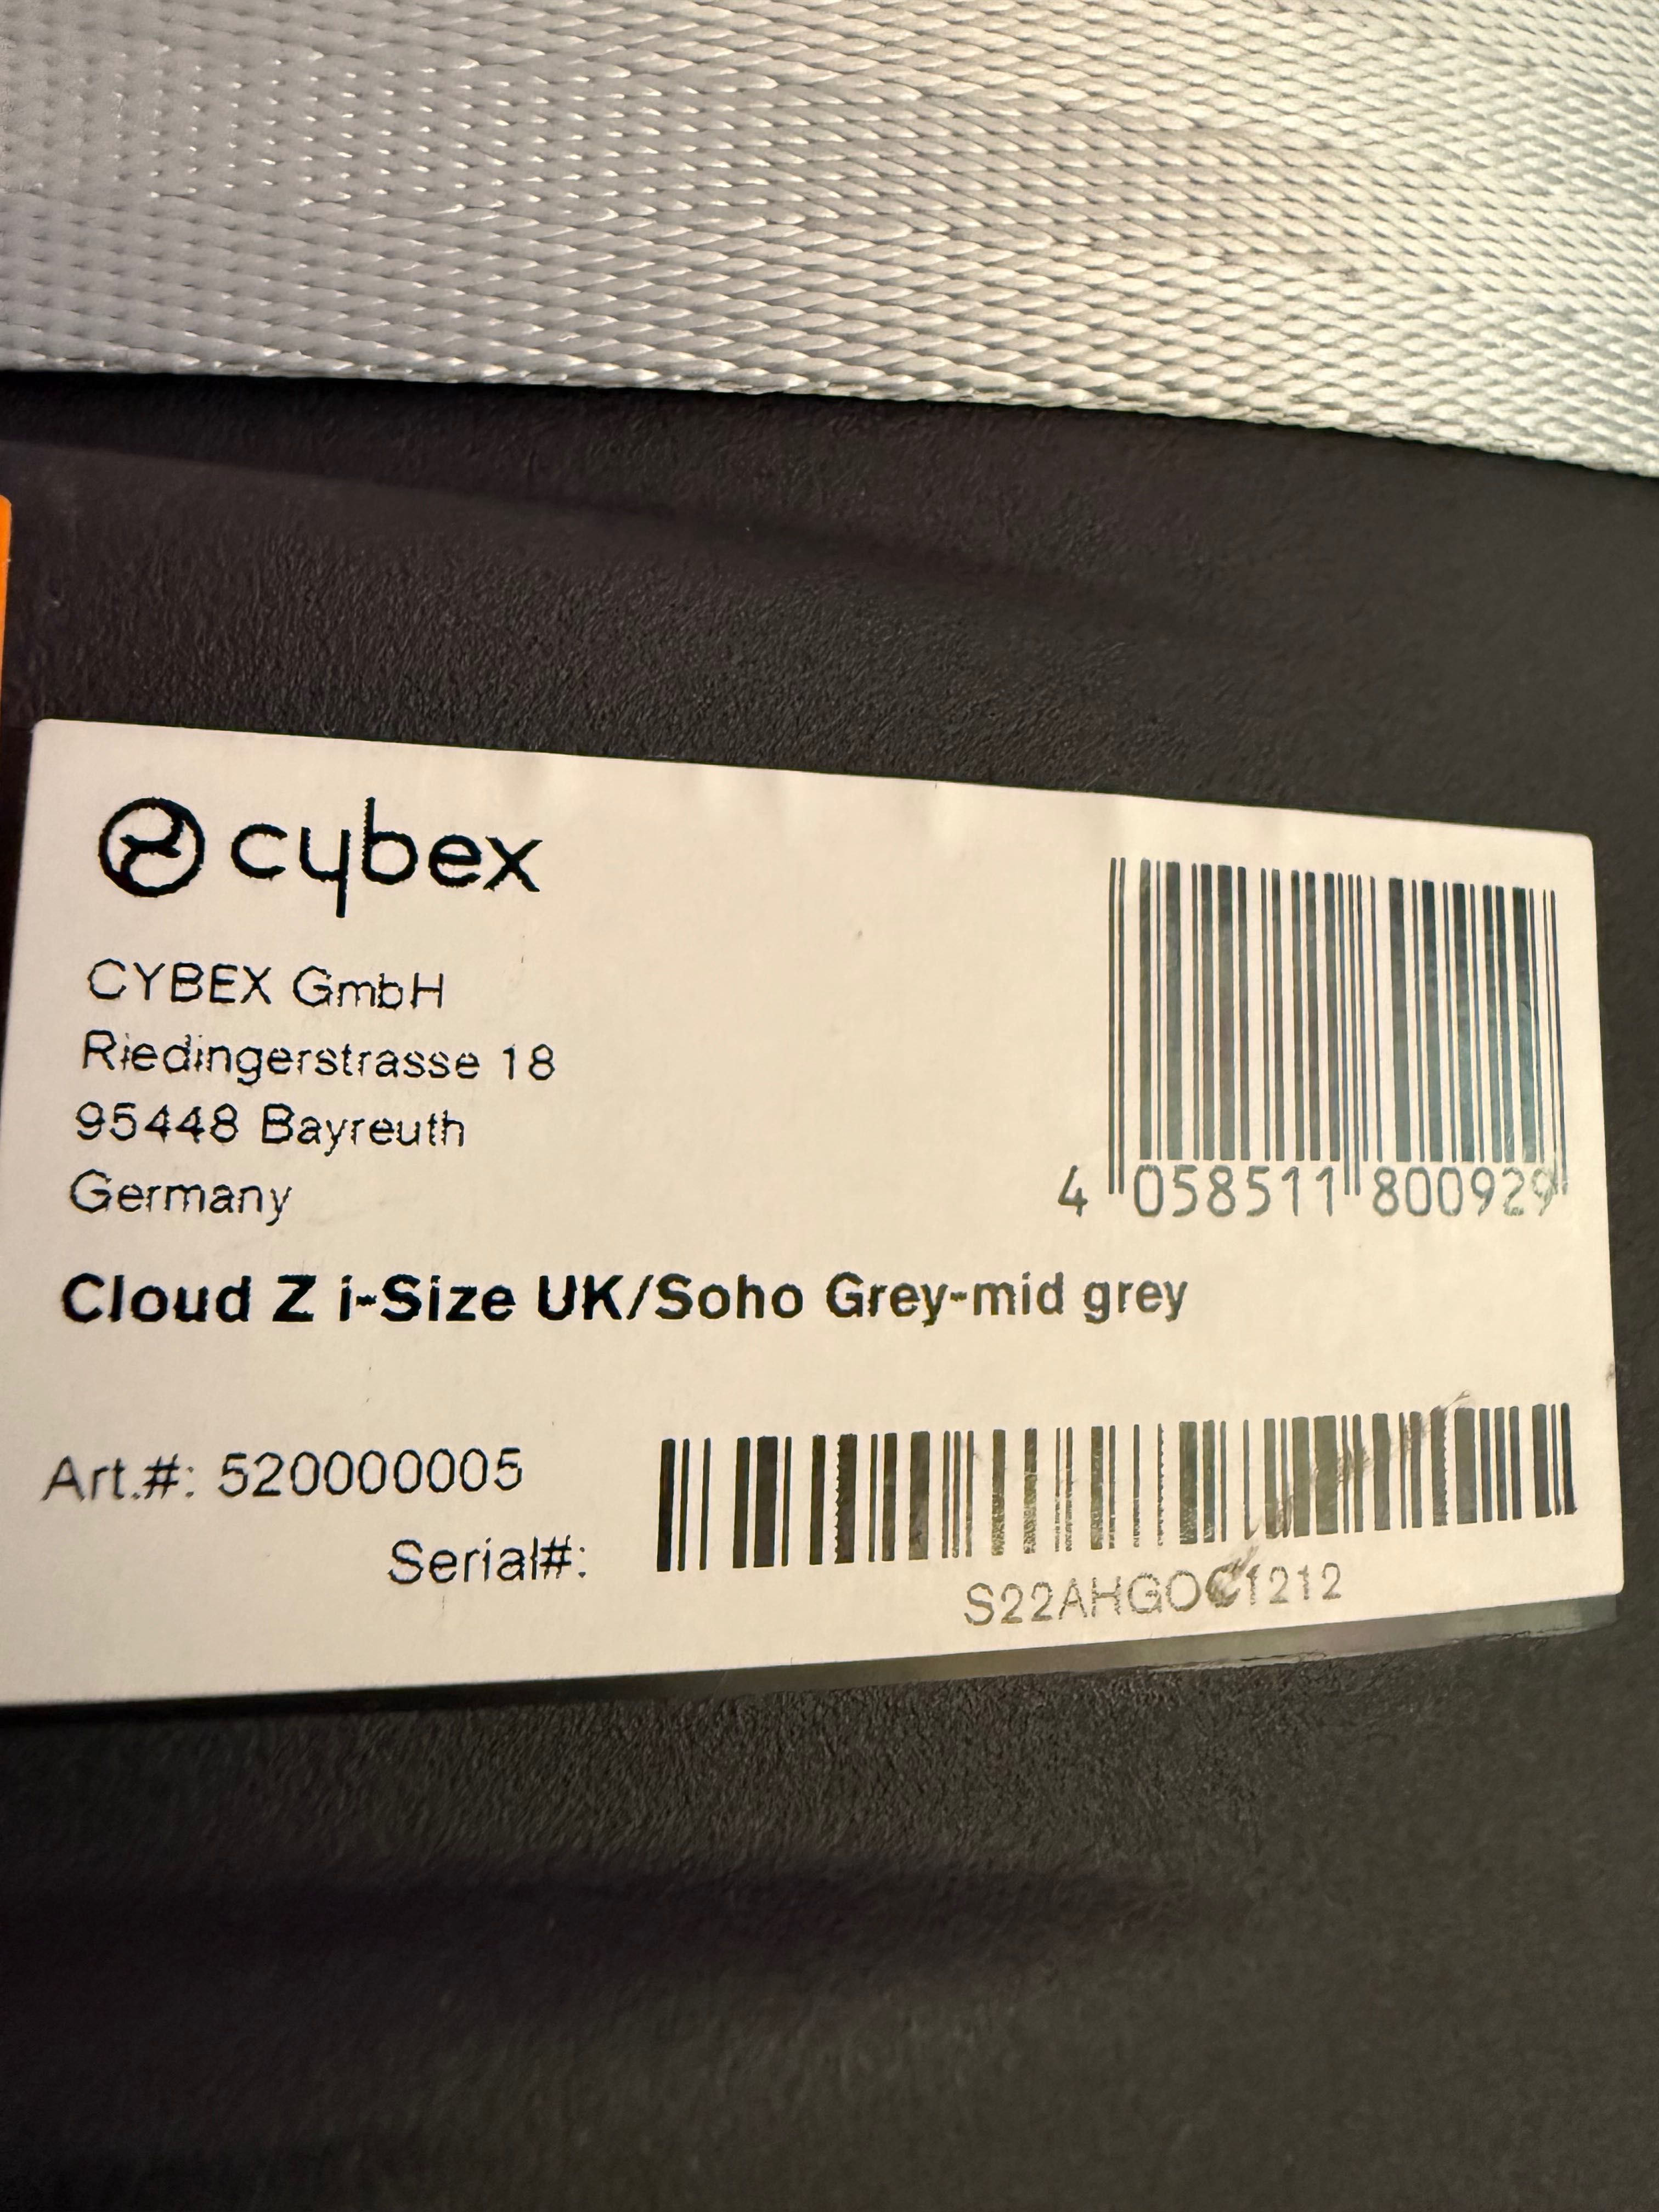 cybex
CYBEX GmbH
Riedingerstrasse 18
95448 Bayreuth
Germany
4 058511 800929
Cloud Z i-Size UK/Soho Grey-mid grey
Art.#: 520000005
Serial#: